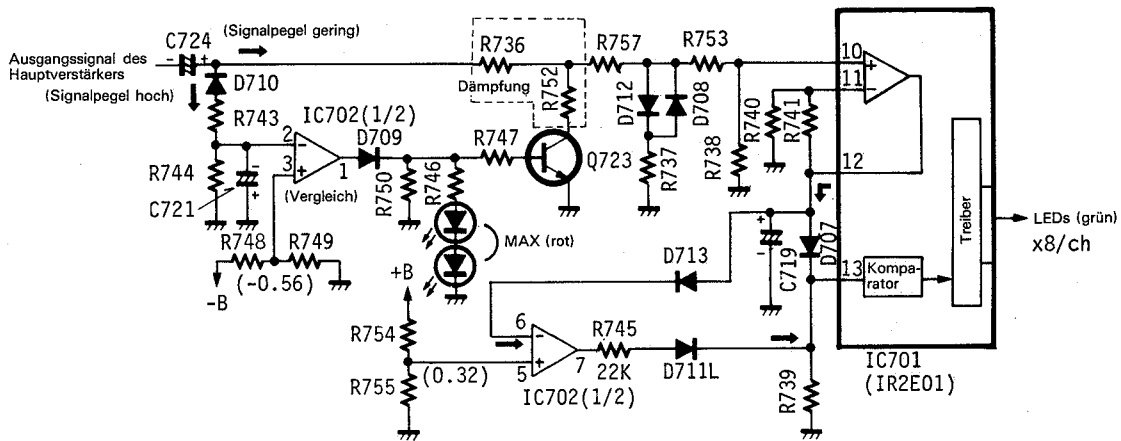 C724
(Signalpegel gering)
Ausgangssignal des
Hauptverstärkers
(Signalpegel hoch)
- +
D710
R736
R757
R753
10
11
12
13
Dämpfung
R752
D712
D708
R740
R741
R743
IC702(1/2)
D709
R747
Q723
R737
R738
2
3
1
- +
R744
C721
- +
(Vergleich)
R750
R746
MAX (rot)
R748
R749
(-0.56)
-B
+B
D713
+
-
C719
D707
Kompa-
rator
Treiber
LEDs (grün)
x8/ch
R754
R755
(0.32)
6
5
7
- +
IC702(1/2)
R745
22K
D711L
R739
IC701
(IR2E01)
+
-